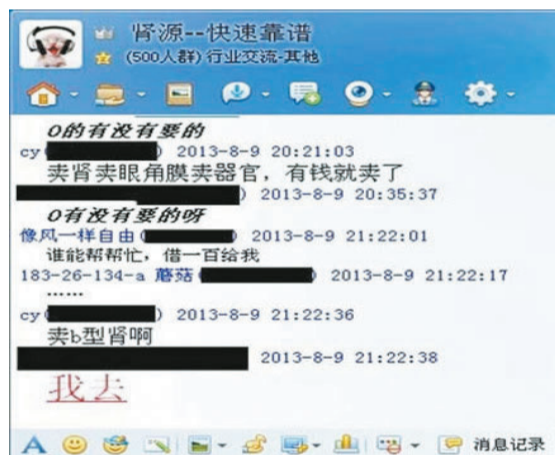 肾源--快速靠谱
(500人群) 行业交流-其他
O的有没有要的
cy( ) 2013-8-9 20:21:03
卖肾卖眼角膜卖器官，有钱就卖了
) 2013-8-9 20:35:37
O有没有要的呀
像风一样自由( ) 2013-8-9 21:22:01
谁能帮帮忙，借一百给我
183-26-134-a 蘑菇( ) 2013-8-9 21:22:17
……
cy( ) 2013-8-9 21:22:36
卖b型肾啊
2013-8-9 21:22:38
我去
A 消息记录